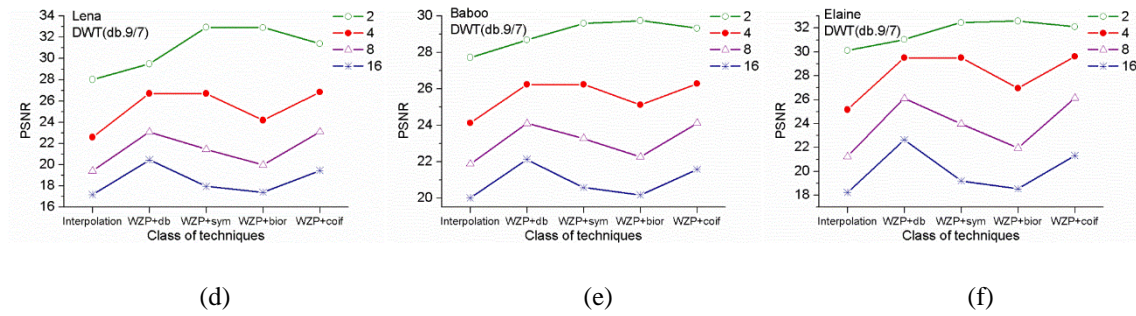 Lena
DWT(db.9/7)
2
4
8
16
34
32
30
28
26
24
22
20
18
16
PSNR
Interpolation WZP+db WZP+sym WZP+bior WZP+coif
Class of techniques
(d)
Baboo
DWT(db.9/7)
2
4
8
16
30
28
26
24
22
20
PSNR
Interpolation WZP+db WZP+sym WZP+bior WZP+coif
Class of techniques
(e)
Elaine
DWT(db.9/7)
2
4
8
16
34
32
30
28
26
24
22
20
18
PSNR
Interpolation WZP+db WZP+sym WZP+bior WZP+coif
Class of techniques
(f)